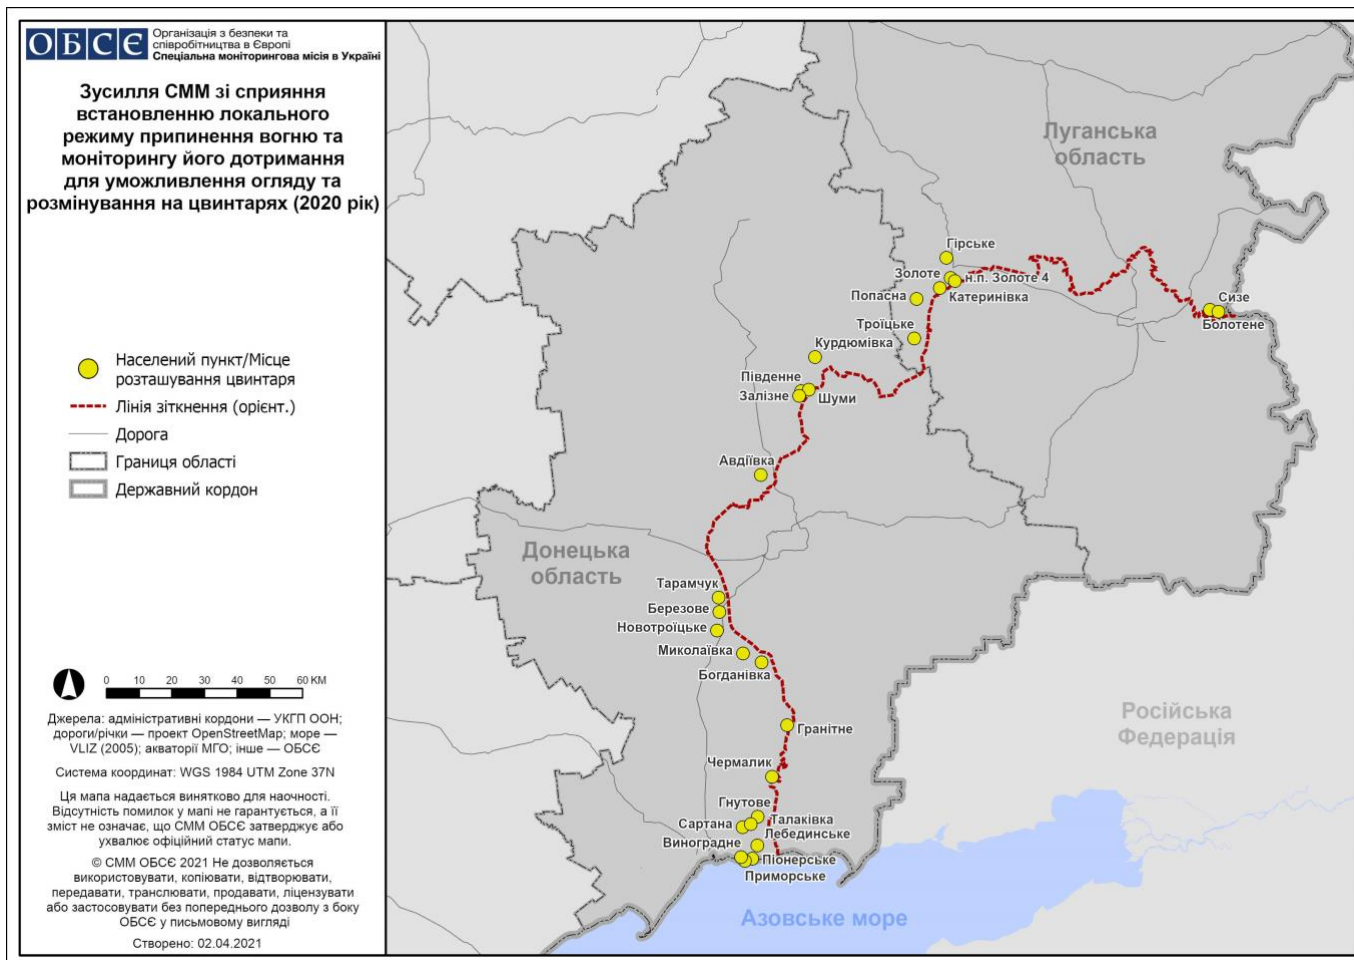 ОБСЄ
Організація з безпеки та
співробітництва в Європі
Спеціальна моніторингова місія в Україні
Зусилля СММ зі сприяння
встановленню локального
режиму припинення вогню та
моніторингу його дотримання
для уможливлення огляду та
розмінування на цвинтарях (2020 рік)
Населений пункт/Місце
розташування цвинтаря
Лінія зіткнення (орієнт.)
Дорога
Границя області
Державний кордон
0 10 20 30 40 50 60 КМ
Джерела: адміністративні кордони — УКГП ООН;
дороги/річки — проект OpenStreetMap; море —
VLIZ (2005); акваторії МГО; інше — ОБСЄ
Система координат: WGS 1984 UTM Zone 37N
Ця мапа надається винятково для наочності.
Відсутність помилок у мапі не гарантується, а її
зміст не означає, що СММ ОБСЄ затверджує або
ухвалює офіційний статус мапи.
© СММ ОБСЄ 2021 Не дозволяється
використовувати, копіювати, відтворювати,
передавати, транслювати, продавати, ліцензувати
або застосовувати без попереднього дозволу з боку
ОБСЄ у письмовому вигляді
Створено: 02.04.2021
Луганська
область
Гірське
Золоте
н.п. Золоте 4
Попасна
Катеринівка
Сизе
Болотене
Троїцьке
Курдюмівка
Південне
Залізне
Шуми
Авдіївка
Донецька
область
Тарамчук
Березове
Новотроїцьке
Миколаївка
Богданівка
Гранітне
Російська
Федерація
Чермалик
Гнутове
Талаківка
Сартана
Лебединське
Виноградне
Піонерське
Приморське
Азовське море